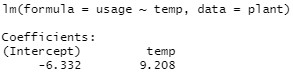 lm(formula = usage ~ temp, data = plant)
Coefficients:
(Intercept) temp
-6.332 9.208